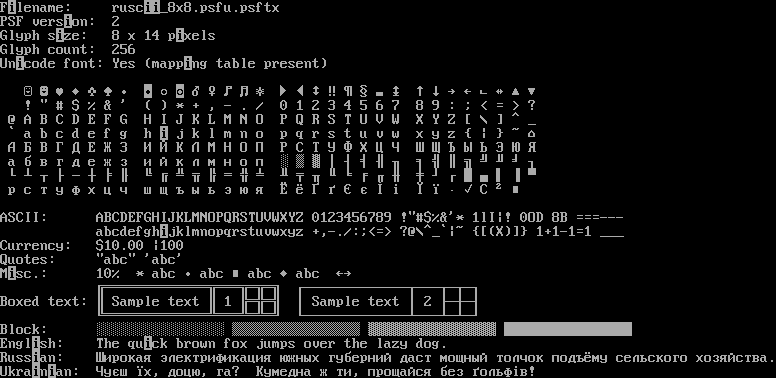 Filename: ruscii_8x8.psfu.psftx
PSF version: 2
Glyph size: 8 x 14 pixels
Glyph count: 256
Unicode font: Yes (mapping table present)
☺ ☻ ♥ ♦ ♣ ♠ • ◘ ○ ◙ ♂ ♀ ♪ ♫ ☼ ► ◄ ↕ ‼ ¶ § ▬ ↨ ↑ ↓ → ← ∟ ↔ ▲ ▼
! " # $ % & ' ( ) * + , - . / 0 1 2 3 4 5 6 7 8 9 : ; < = > ?
@ A B C D E F G H I J K L M N O P Q R S T U V W X Y Z [ \ ] ^ _
` a b c d e f g h i j k l m n o p q r s t u v w x y z { ¦ } ~ ⌂
А Б В Г Д Е Ж З И Й К Л М Н О П Р С Т У Ф Х Ц Ч Ш Щ Ъ Ы Ь Э Ю Я
а б в г д е ж з и й к л м н о п ░ ▒ ▓ │ ┤ ╡ ╢ ╖ ╕ ╣ ║ ╗ ╝ ╜ ╛ ┐
└ ┴ ┬ ├ ─ ┼ ╞ ╟ ╚ ╔ ╩ ╦ ╠ ═ ╬ ╧ ╨ ╤ ╥ ╙ ╘ ╒ ╓ ╫ ╪ ┘ ┌ █ ▄ ▌ ▐ ▀
р с т у ф х ц ч ш щ ъ ы ь э ю я Ё ё Ґ ґ Є є І і Ї ї · √ С ² ■
ASCII: ABCDEFGHIJKLMNOPQRSTUVWXYZ 0123456789 !"#$%&'* 1lI¦! 0OD 8B ===---
abcdefghijklmnopqrstuvwxyz +,-./:;<=> ?@\^_`¦~ {[(X)]} 1+1-1=1 ___
Currency: $10.00 ¦100
Quotes: "abc" 'abc'
Misc.: 10% * abc • abc ■ abc ♦ abc ↔
Boxed text: Sample text 1 Sample text 2
Block: ░ ▒ ▓ █
English: The quick brown fox jumps over the lazy dog.
Russian: Широкая электрификация южных губерний даст мощный толчок подъёму сельского хозяйства.
Ukrainian: Чуєш їх, доцю, га? Кумедна ж ти, прощайся без ґольфів!